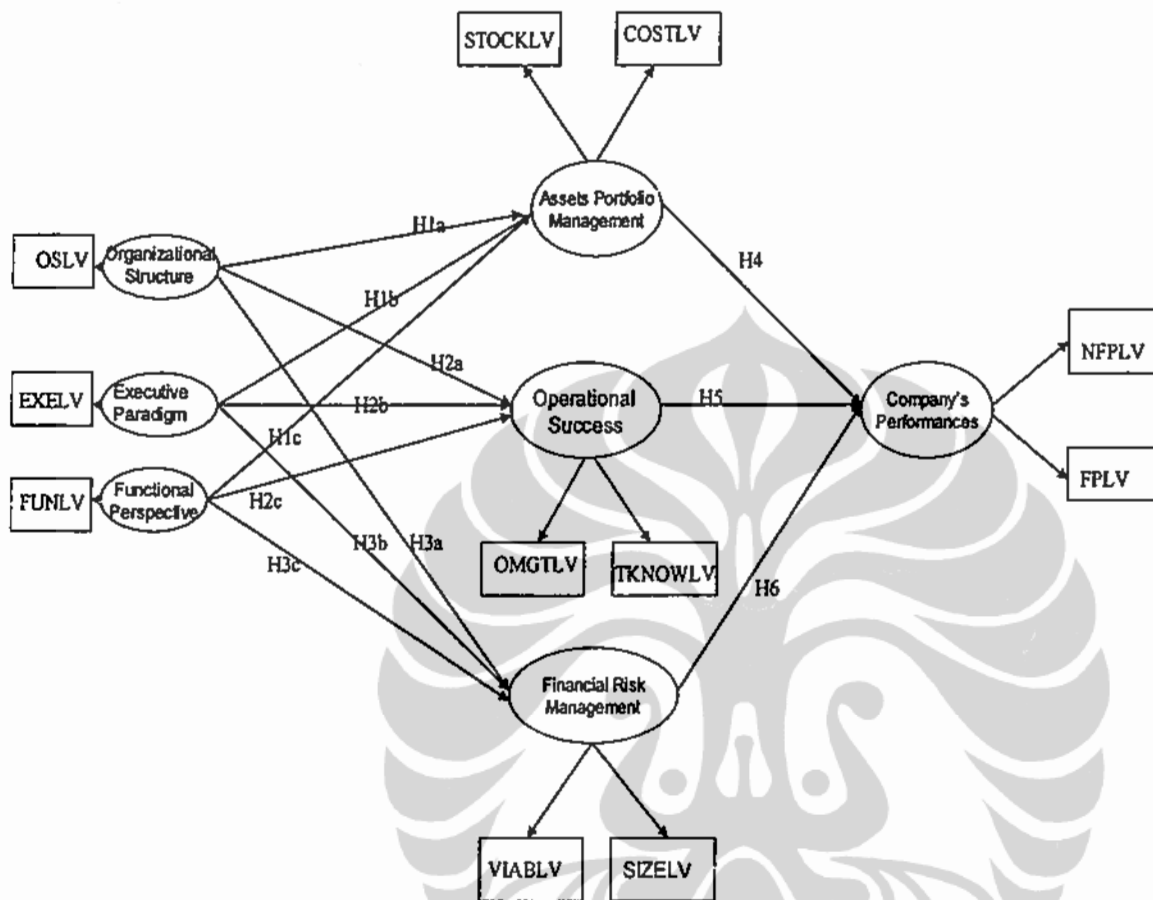 STOCKLV
COSTLV
Assets Portfolio
Management
H1a
OSLV
Organizational
Structure
H4
H1b
NFPLV
H2a
EXELV
Executive
Paradigm
H2b
Operational
Success
H5
Company's
Performances
H1c
FUNLV
Functional
Perspective
H2c
FPLV
H3b
H3a
H3c
OMGTLV
TKNOWLV
H6
Financial Risk
Management
VIABLV
SIZELV